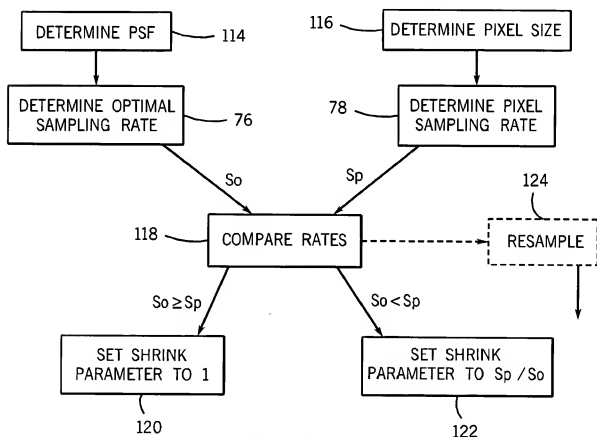 DETERMINE PSF
114
116
DETERMINE PIXEL SIZE
DETERMINE OPTIMAL
SAMPLING RATE
76
78
DETERMINE PIXEL
SAMPLING RATE
So
Sp
124
118
COMPARE RATES
RESAMPLE
So≥Sp
So<Sp
SET SHRINK
PARAMETER TO 1
SET SHRINK
PARAMETER TO Sp/So
120
122